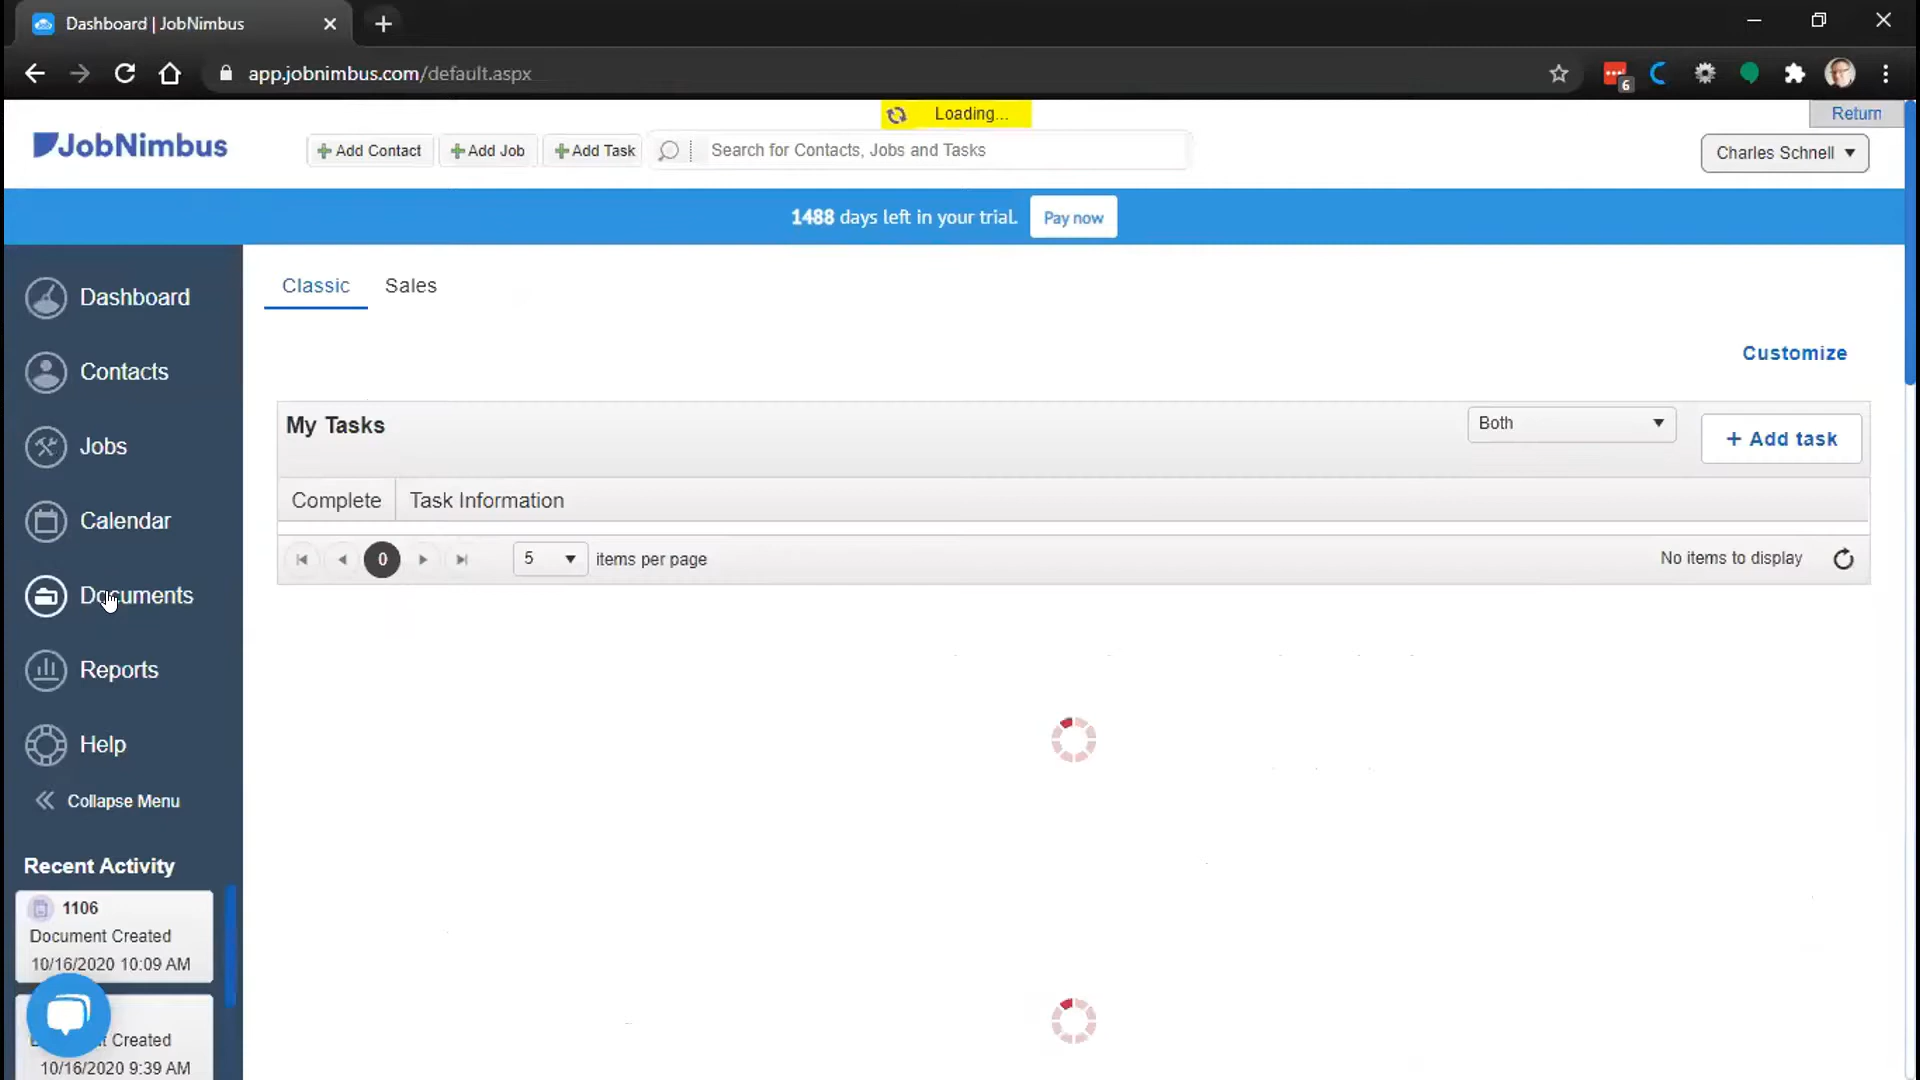 Dashboard | JobNimbus
app.jobnimbus.com/default.aspx
6
Loading...
Return
JobNimbus
Add Contact
Add Job
Add Task
Search for Contacts, Jobs and Tasks
Charles Schnell
1488 days left in your trial. Pay now
Dashboard
Contacts
Jobs
Calendar
Documents
Reports
Help
Collapse Menu
Recent Activity
1106
Document Created
10/16/2020 10:09 AM
Created
10/16/2020 9:39 AM
Classic Sales
Customize
My Tasks
Both
+ Add task
Complete Task Information
0 5 items per page No items to display